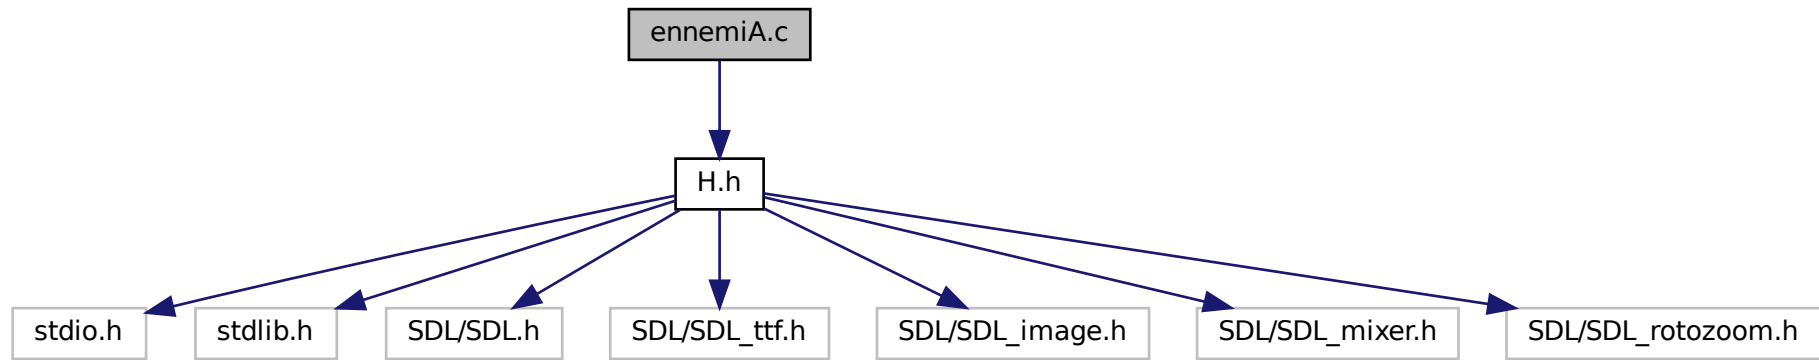 ennemiA.c
H.h
stdio.h
stdlib.h
SDL/SDL.h
SDL/SDL_ttf.h
SDL/SDL_image.h
SDL/SDL_mixer.h
SDL/SDL_rotozoom.h